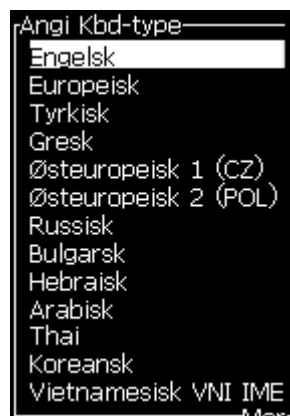 Angi Kbd-type
Engelsk
Europeisk
Tyrkisk
Gresk
Østeuropeisk 1 (CZ)
Østeuropeisk 2 (POL)
Russisk
Bulgarsk
Hebraisk
Arabisk
Thai
Koreansk
Vietnamesisk VNI IME